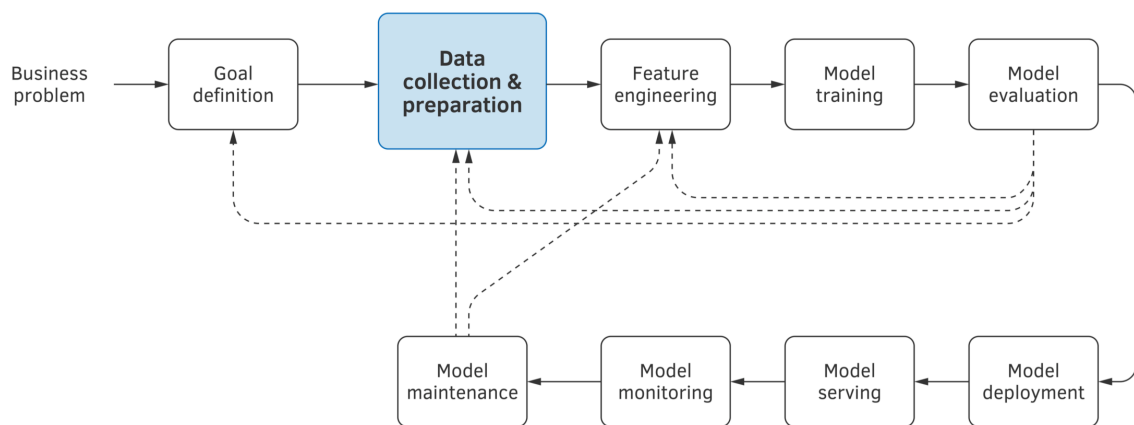 Business
problem
Goal
definition
Data
collection &
preparation
Feature
engineering
Model
training
Model
evaluation
Model
maintenance
Model
monitoring
Model
serving
Model
deployment